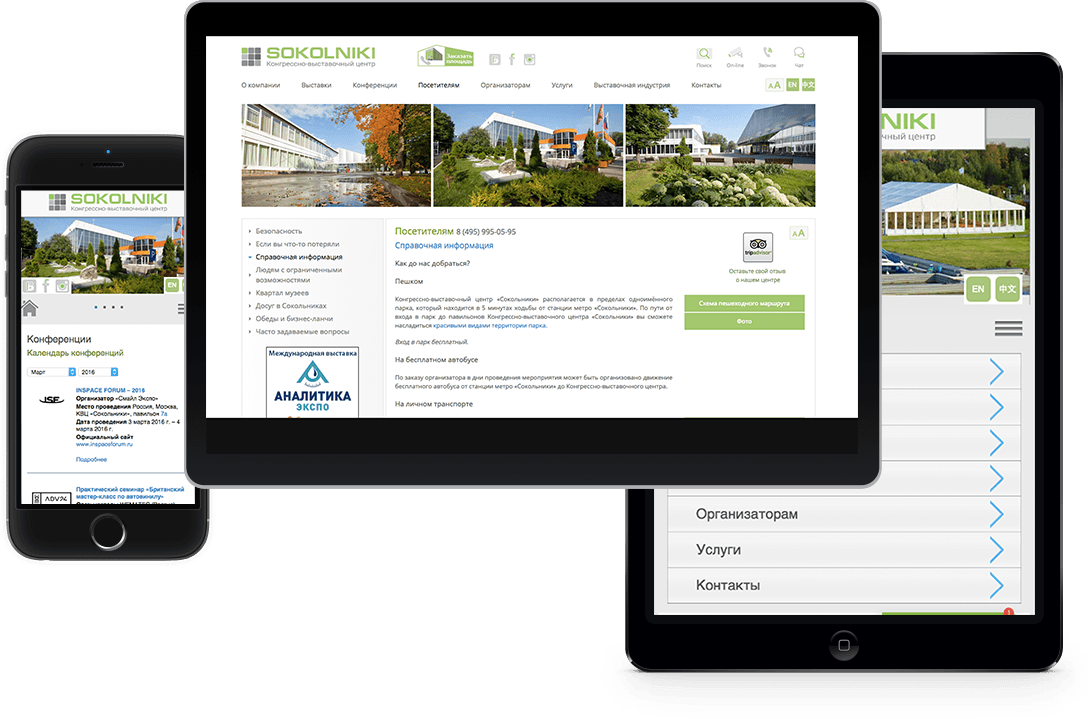 SOKOLNIKI
Конгрессно-выставочный центр
Заказать
площадь
Поиск
On-line
Звонок
Чат
О компании
Выставки
Конференции
Посетителям
Организаторам
Услуги
Выставочная индустрия
Контакты
AA
EN
中文
Безопасность
Если вы что-то потеряли
Справочная информация
Людям с ограниченными
возможностями
Квартал музеев
Досуг в Сокольниках
Обеды и бизнес-ланчи
Часто задаваемые вопросы
Международная выставка
АНАЛИТИКА
ЭКСПО
Посетителям 8 (495) 995-05-95
Справочная информация
Как до нас добраться?
Пешком
Конгрессно-выставочный центр «Сокольники» располагается в пределах одноимённого
парка, который находится в 5 минутах ходьбы от станции метро «Сокольники». По пути от
входа в парк до павильонов Конгрессно-выставочного центра «Сокольники» вы сможете
насладиться красивыми видами территории парка.
Вход в парк бесплатный.
На бесплатном автобусе
По заказу организатора в дни проведения мероприятия может быть организовано движение
бесплатного автобуса от станции метро «Сокольники» до Конгрессно-выставочного центра.
На личном транспорте
AA
tripadvisor
Оставьте свой отзыв
о нашем центре
Схема пешеходного маршрута
Фото
SOKOLNIKI
Конгрессно-выставочный центр
EN
Конференции
Календарь конференций
Март
2016
ISF
INSPACE FORUM – 2016
Организатор «Смайл Экспо»
Место проведения Россия, Москва,
КВЦ «Сокольники», павильон 7а
Дата проведения 3 марта 2016 г. – 4
марта 2016 г.
Официальный сайт
www.inspaceforum.ru
Подробнее
ADV24
Практический семинар «Британский
мастер-класс по автовинилу»
NIKI
чный центр
EN
中文
Организаторам
Услуги
Контакты
1